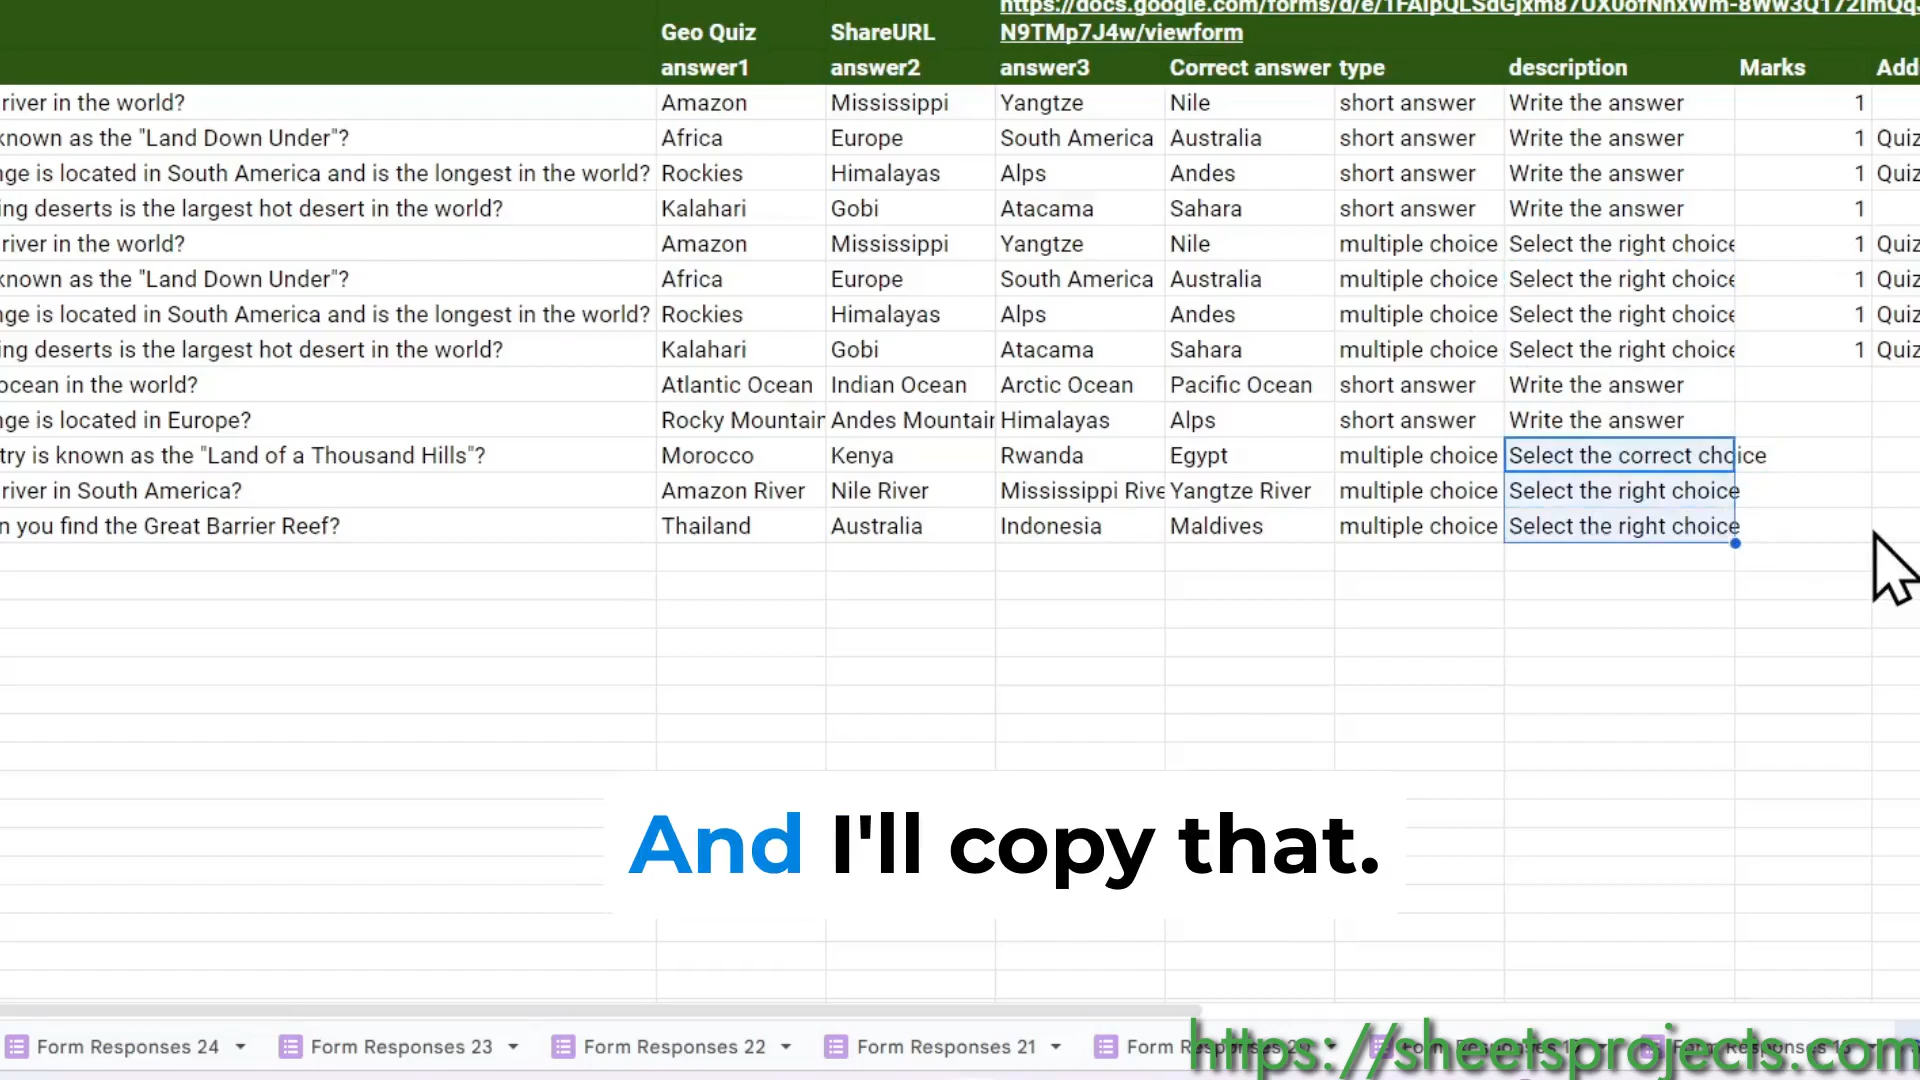 Geo Quiz ShareURL N9TMp7J4w/viewform
answer1 answer2 answer3 Correct answer type description Marks Add
river in the world? Amazon Mississippi Yangtze Nile short answer Write the answer 1
known as the "Land Down Under"? Africa Europe South America Australia short answer Write the answer 1 Quiz
nge is located in South America and is the longest in the world? Rockies Himalayas Alps Andes short answer Write the answer 1 Quiz
ing deserts is the largest hot desert in the world? Kalahari Gobi Atacama Sahara short answer Write the answer 1
river in the world? Amazon Mississippi Yangtze Nile multiple choice Select the right choice 1 Quiz
known as the "Land Down Under"? Africa Europe South America Australia multiple choice Select the right choice 1 Quiz
nge is located in South America and is the longest in the world? Rockies Himalayas Alps Andes multiple choice Select the right choice 1 Quiz
ing deserts is the largest hot desert in the world? Kalahari Gobi Atacama Sahara multiple choice Select the right choice 1 Quiz
ocean in the world? Atlantic Ocean Indian Ocean Arctic Ocean Pacific Ocean short answer Write the answer
nge is located in Europe? Rocky Mountain Andes Mountain Himalayas Alps short answer Write the answer
try is known as the "Land of a Thousand Hills"? Morocco Kenya Rwanda Egypt multiple choice Select the correct choice
river in South America? Amazon River Nile River Mississippi Rive Yangtze River multiple choice Select the right choice
n you find the Great Barrier Reef? Thailand Australia Indonesia Maldives multiple choice Select the right choice
And I'll copy that.
Form Responses 24 Form Responses 23 Form Responses 22 Form Responses 21 Form
https://sheetsprojects.com